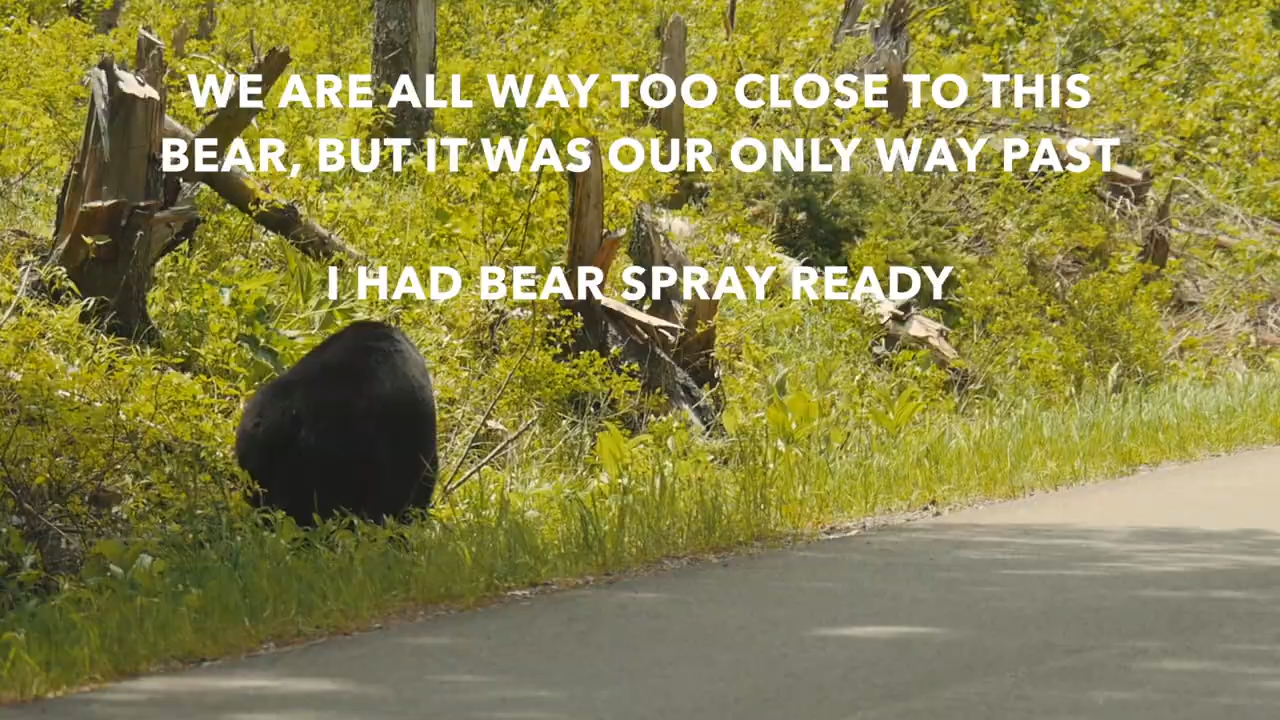 WE ARE ALL WAY TOO CLOSE TO THIS
BEAR, BUT IT WAS OUR ONLY WAY PAST
I HAD BEAR SPRAY READY